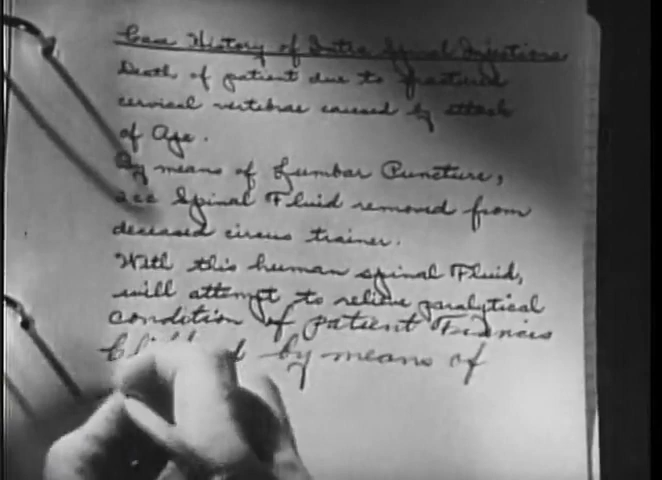 Case History of Intra Spinal Injections
Death of patient due to fractured
cervical vertebrae caused by attack
of Ape.
By means of Lumbar Puncture,
2cc Spinal Fluid removed from
deceased circus trainer.
With this human spinal Fluid,
will attempt to relieve paralytical
condition of patient Francis
by means of